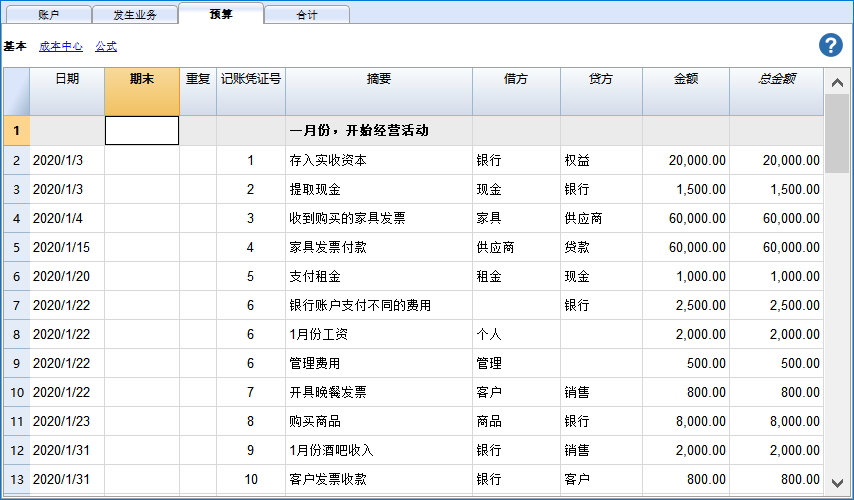 账户 发生业务 预算 合计
基本 成本中心 公式 ?
日期 期末 重复 记账凭证号 摘要 借方 贷方 金额 总金额
1 一月份，开始经营活动
2 2020/1/3 1 存入实收资本 银行 权益 20,000.00 20,000.00
3 2020/1/3 2 提取现金 现金 银行 1,500.00 1,500.00
4 2020/1/4 3 收到购买的家具发票 家具 供应商 60,000.00 60,000.00
5 2020/1/15 4 家具发票付款 供应商 贷款 60,000.00 60,000.00
6 2020/1/20 5 支付租金 租金 现金 1,000.00 1,000.00
7 2020/1/22 6 银行账户支付不同的费用 银行 2,500.00 2,500.00
8 2020/1/22 6 1月份工资 个人 2,000.00 2,000.00
9 2020/1/22 6 管理费用 管理 500.00 500.00
10 2020/1/22 7 开具晚餐发票 客户 销售 800.00 800.00
11 2020/1/23 8 购买商品 商品 银行 8,000.00 8,000.00
12 2020/1/31 9 1月份酒吧收入 银行 销售 2,000.00 2,000.00
13 2020/1/31 10 客户发票收款 银行 客户 800.00 800.00